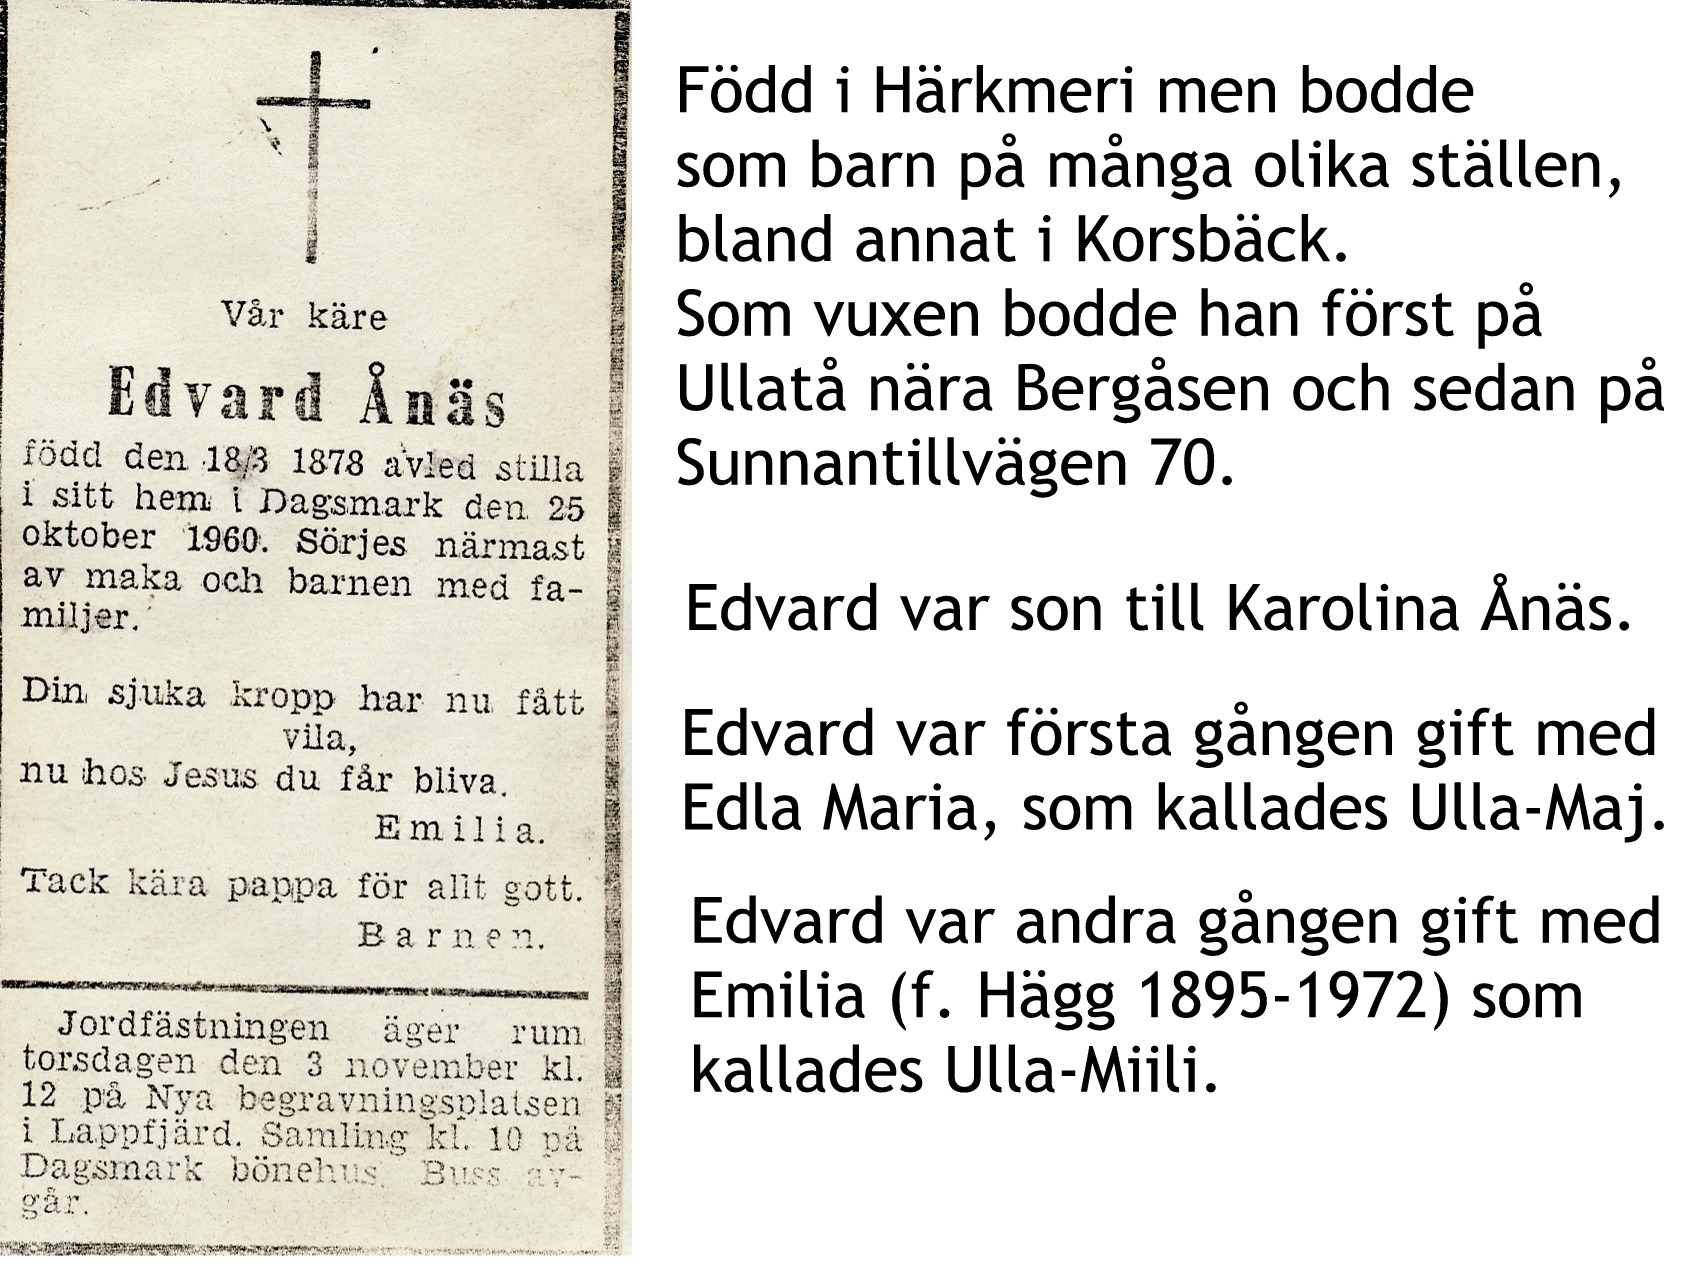 Vår käre
Edvard Ånäs
född den 18/3 1878 avled stilla
i sitt hem i Dagsmark den 25
oktober 1960. Sörjes närmast
av maka och barnen med fa-
miljer.
Din sjuka kropp har nu fått
vila,
nu hos Jesus du får bliva.
Emilia.
Tack kära pappa för allt gott.
Barnen.
Jordfästningen äger rum
torsdagen den 3 november kl.
12 på Nya begravningsplatsen
i Lappfjärd. Samling kl. 10 på
Dagsmark bönehus. Buss av-
går.
Född i Härkmeri men bodde
som barn på många olika ställen,
bland annat i Korsbäck.
Som vuxen bodde han först på
Ullatå nära Bergåsen och sedan på
Sunnantillvägen 70.
Edvard var son till Karolina Ånäs.
Edvard var första gången gift med
Edla Maria, som kallades Ulla-Maj.
Edvard var andra gången gift med
Emilia (f. Hägg 1895-1972) som
kallades Ulla-Miili.